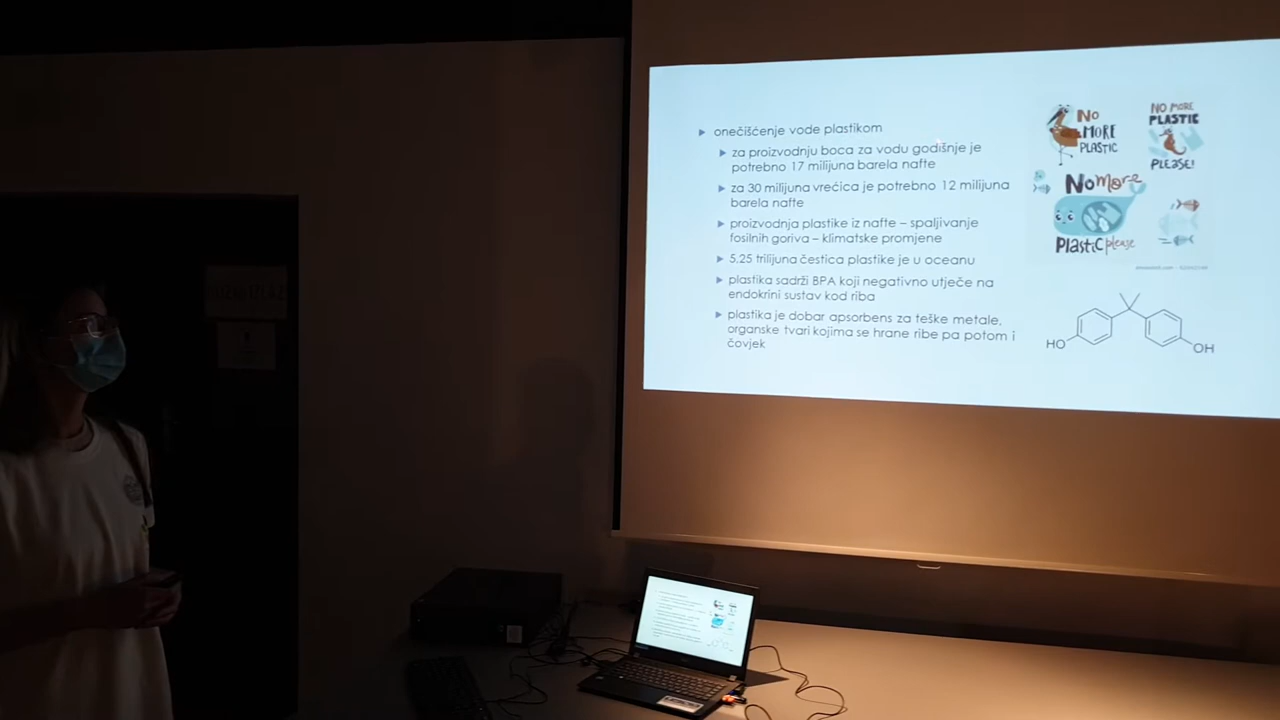 onečišćenje vode plastikom
za proizvodnju boca za vodu godišnje je
potrebno 17 milijuna barela nafte
za 30 milijuna vrećica je potrebno 12 milijuna
barela nafte
proizvodnja plastike iz nafte – spaljivanje
fosilnih goriva – klimatske promjene
5.25 trilijuna čestica plastike je u oceanu
plastika sadrži BPA koji negativno utječe na
endokrini sustav kod riba
plastika je dobar apsorbens za teške metale,
organske tvari kojima se hrane ribe pa potom i
čovjek
No
MORE
PLASTIC
NO MORE
PLASTIC
PLEASE!
No more
PLASTIC please
HO
OH